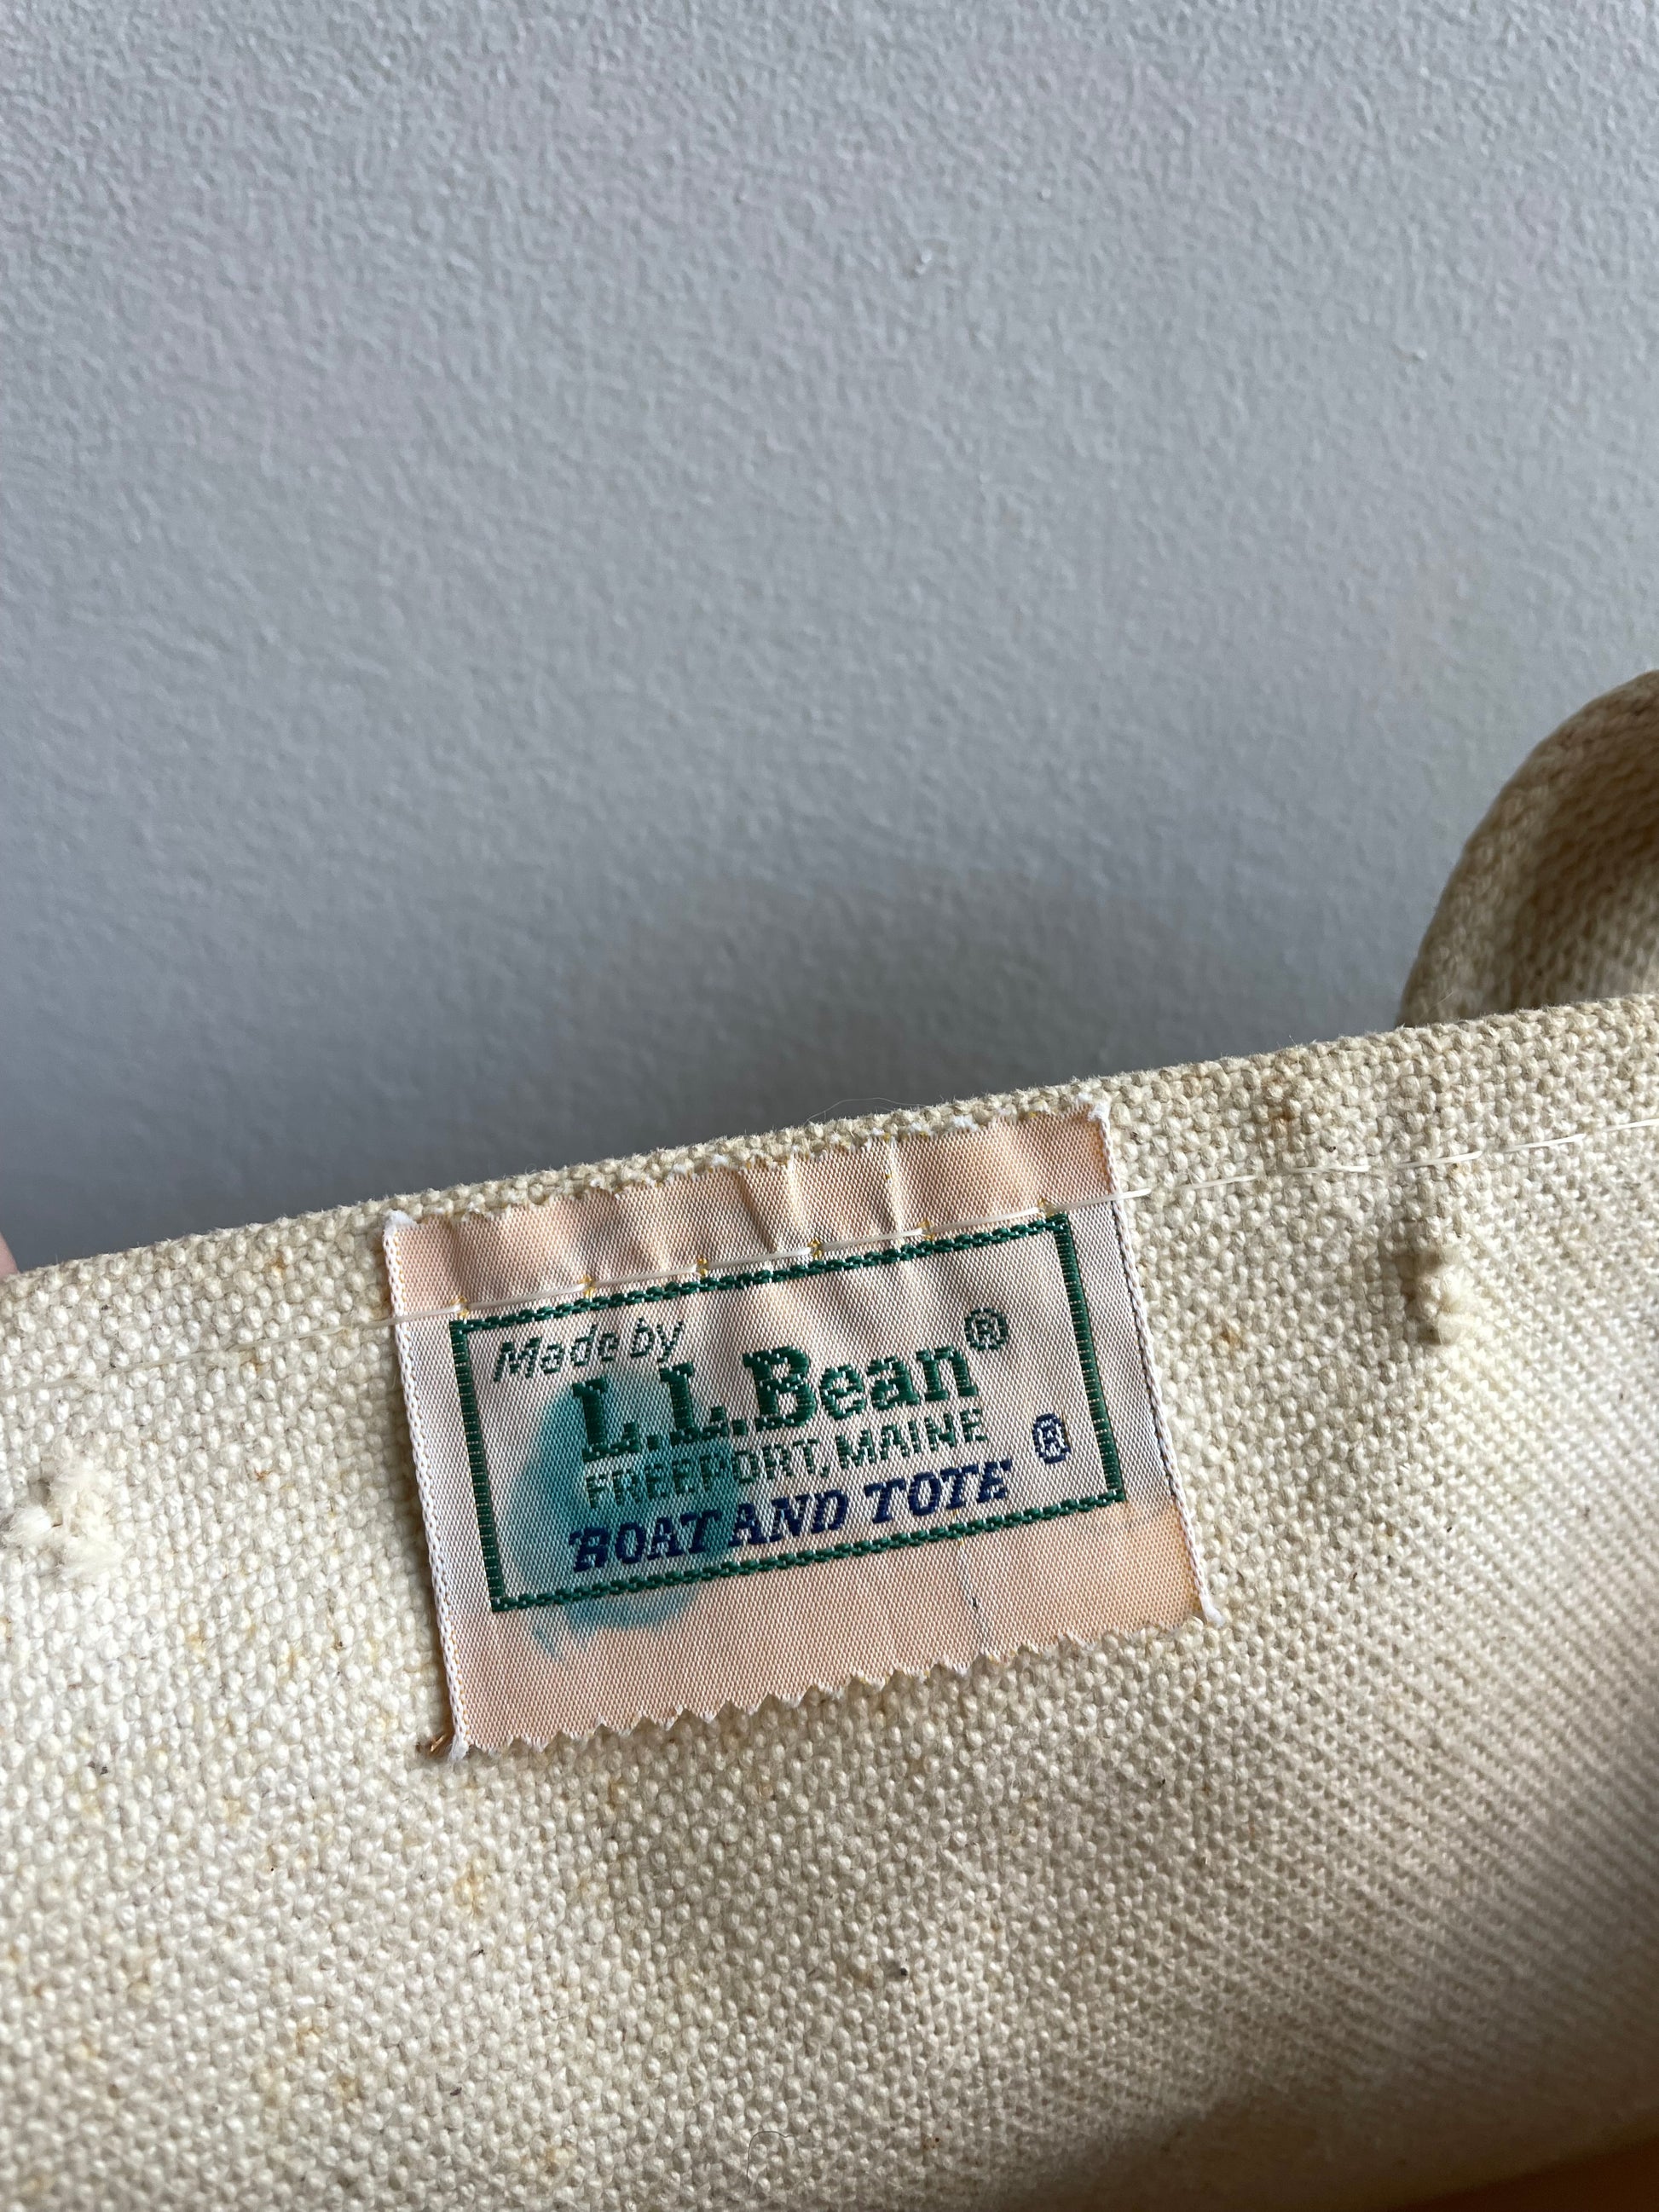 Made by
L.L.Bean®
FREEPORT, MAINE
BOAT AND TOTE ®